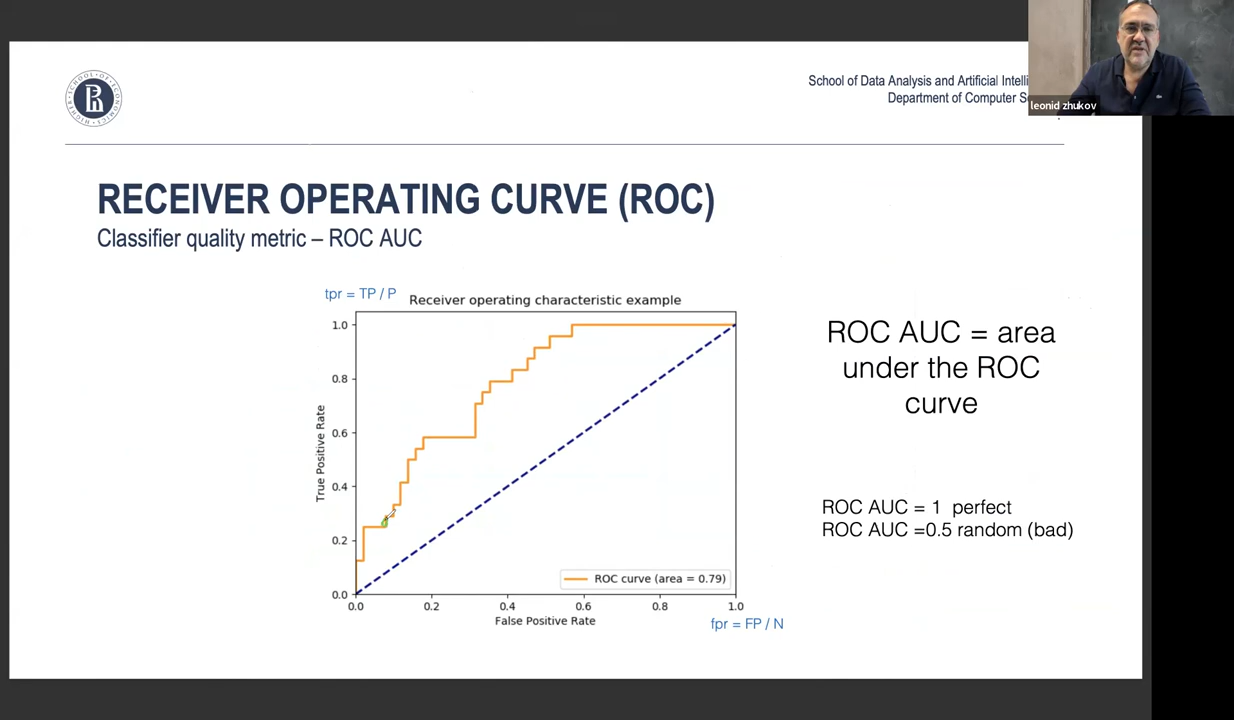 HIGHER SCHOOL OF ECONOMICS
School of Data Analysis and Artificial Intelli
Department of Computer S
leonid zhukov
RECEIVER OPERATING CURVE (ROC)
Classifier quality metric – ROC AUC
tpr = TP / P
Receiver operating characteristic example
1.0
0.8
0.6
0.4
0.2
0.0
True Positive Rate
ROC curve (area = 0.79)
0.0 0.2 0.4 0.6 0.8 1.0
False Positive Rate
fpr = FP / N
ROC AUC = area
under the ROC
curve
ROC AUC = 1 perfect
ROC AUC =0.5 random (bad)